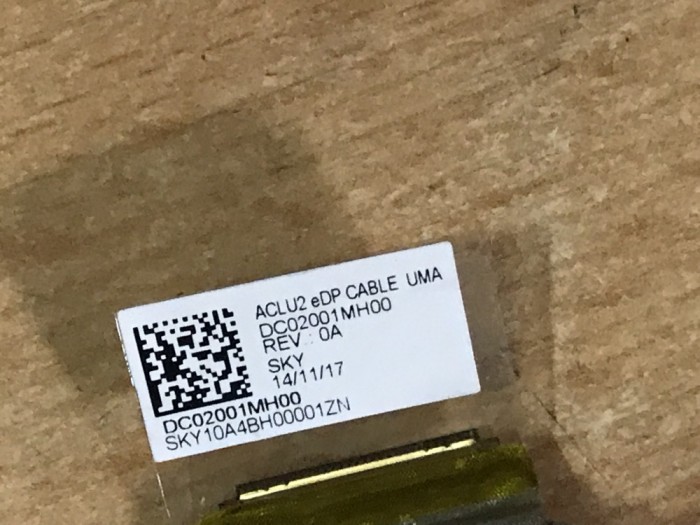 ACLU2 eDP CABLE UMA
DC02001MH00
REV : 0A
SKY
14/11/17
DC02001MH00
SKY10A4BH00001ZN